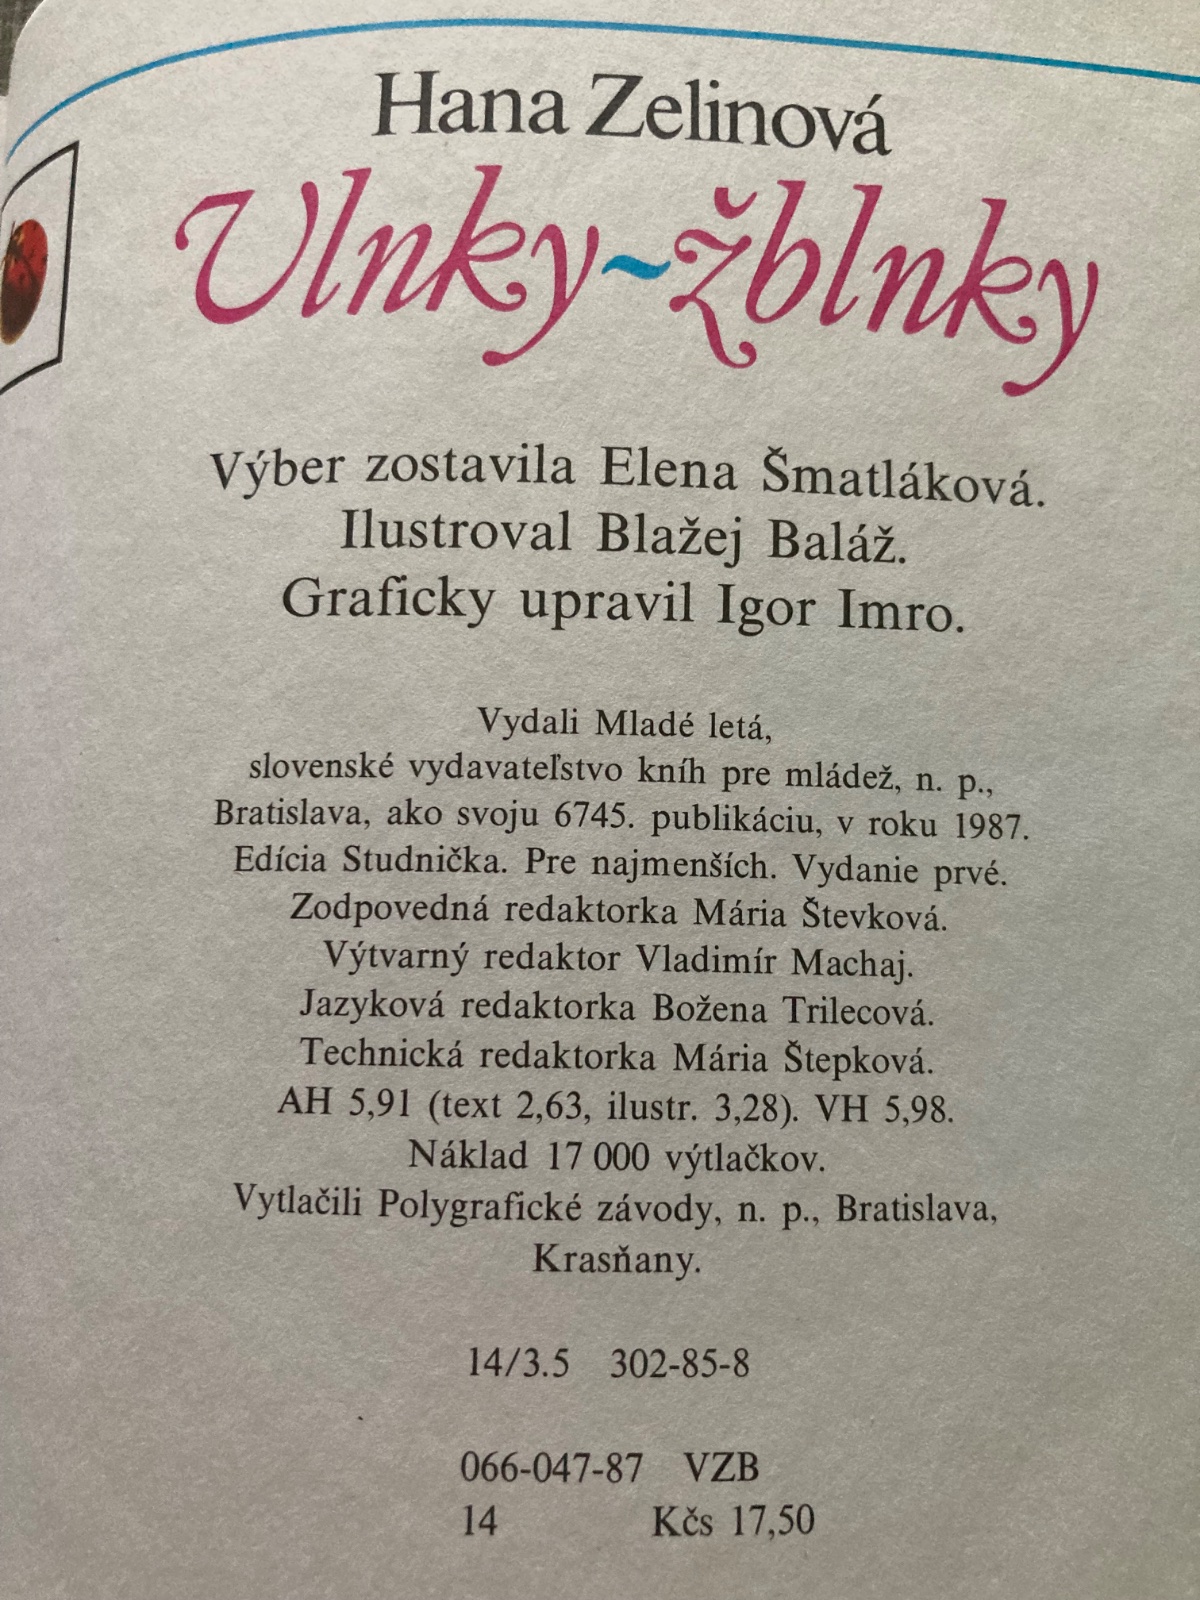 Hana Zelinová
Vlnky~žblnky
Výber zostavila Elena Šmatláková.
Ilustroval Blažej Baláž.
Graficky upravil Igor Imro.
Vydali Mladé letá,
slovenské vydavateľstvo kníh pre mládež, n. p.,
Bratislava, ako svoju 6745. publikáciu, v roku 1987.
Edícia Studnička. Pre najmenších. Vydanie prvé.
Zodpovedná redaktorka Mária Števková.
Výtvarný redaktor Vladimír Machaj.
Jazyková redaktorka Božena Trilecová.
Technická redaktorka Mária Štepková.
AH 5,91 (text 2,63, ilustr. 3,28). VH 5,98.
Náklad 17 000 výtlačkov.
Vytlačili Polygrafické závody, n. p., Bratislava,
Krasňany.
14/3.5 302-85-8
066-047-87 VZB
14 Kčs 17,50